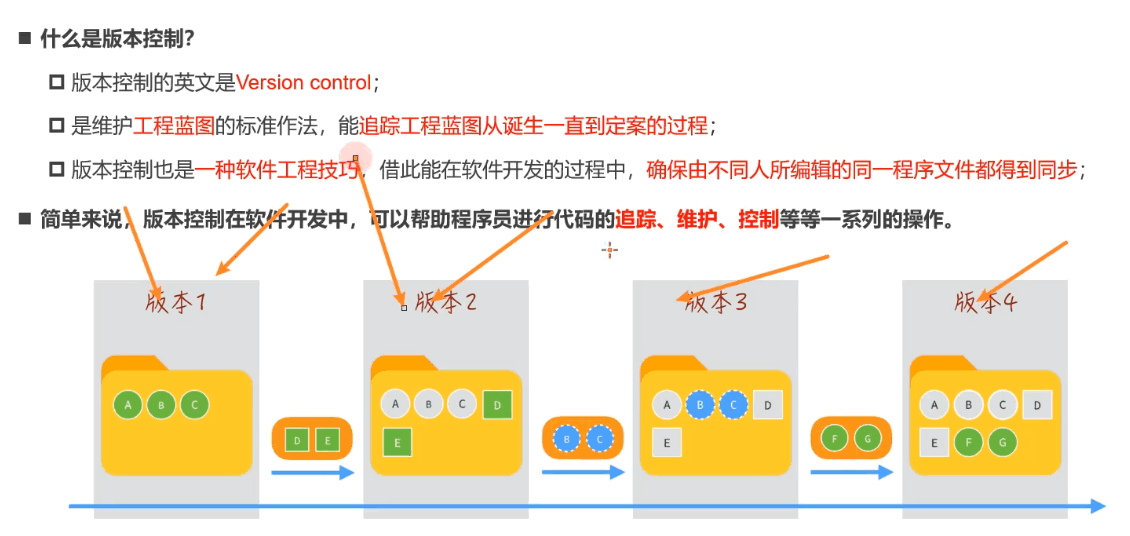 什么是版本控制?
版本控制的英文是Version control；
是维护工程蓝图的标准作法，能追踪工程蓝图从诞生一直到定案的过程；
版本控制也是一种软件工程技巧，借此能在软件开发的过程中，确保由不同人所编辑的同一程序文件都得到同步；
简单来说，版本控制在软件开发中，可以帮助程序员进行代码的追踪、维护、控制等等一系列的操作。
版本1 版本2 版本3 版本4
A B C
D E
A B C D
E
B C
A B C D
E
F G
A B C D
E F G